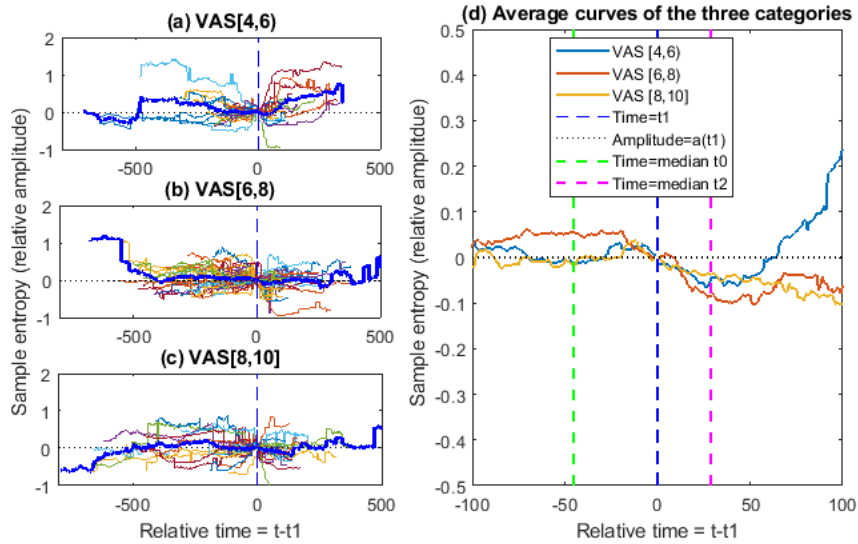 (a) VAS[4,6)
2
1
0
-1
-500
0
500
(b) VAS[6,8)
2
1
0
-1
-500
0
500
(c) VAS[8,10]
2
1
0
-1
-500
0
500
Sample entropy (relative amplitude)
Relative time = t-t1
(d) Average curves of the three categories
0.5
0.4
0.3
0.2
0.1
0
-0.1
-0.2
-0.3
-0.4
-0.5
-100
-50
0
50
100
Sample entropy (relative amplitdue)
Relative time = t-t1
VAS [4,6)
VAS [6,8)
VAS [8,10]
Time=t1
Amplitude=a(t1)
Time=median t0
Time=median t2